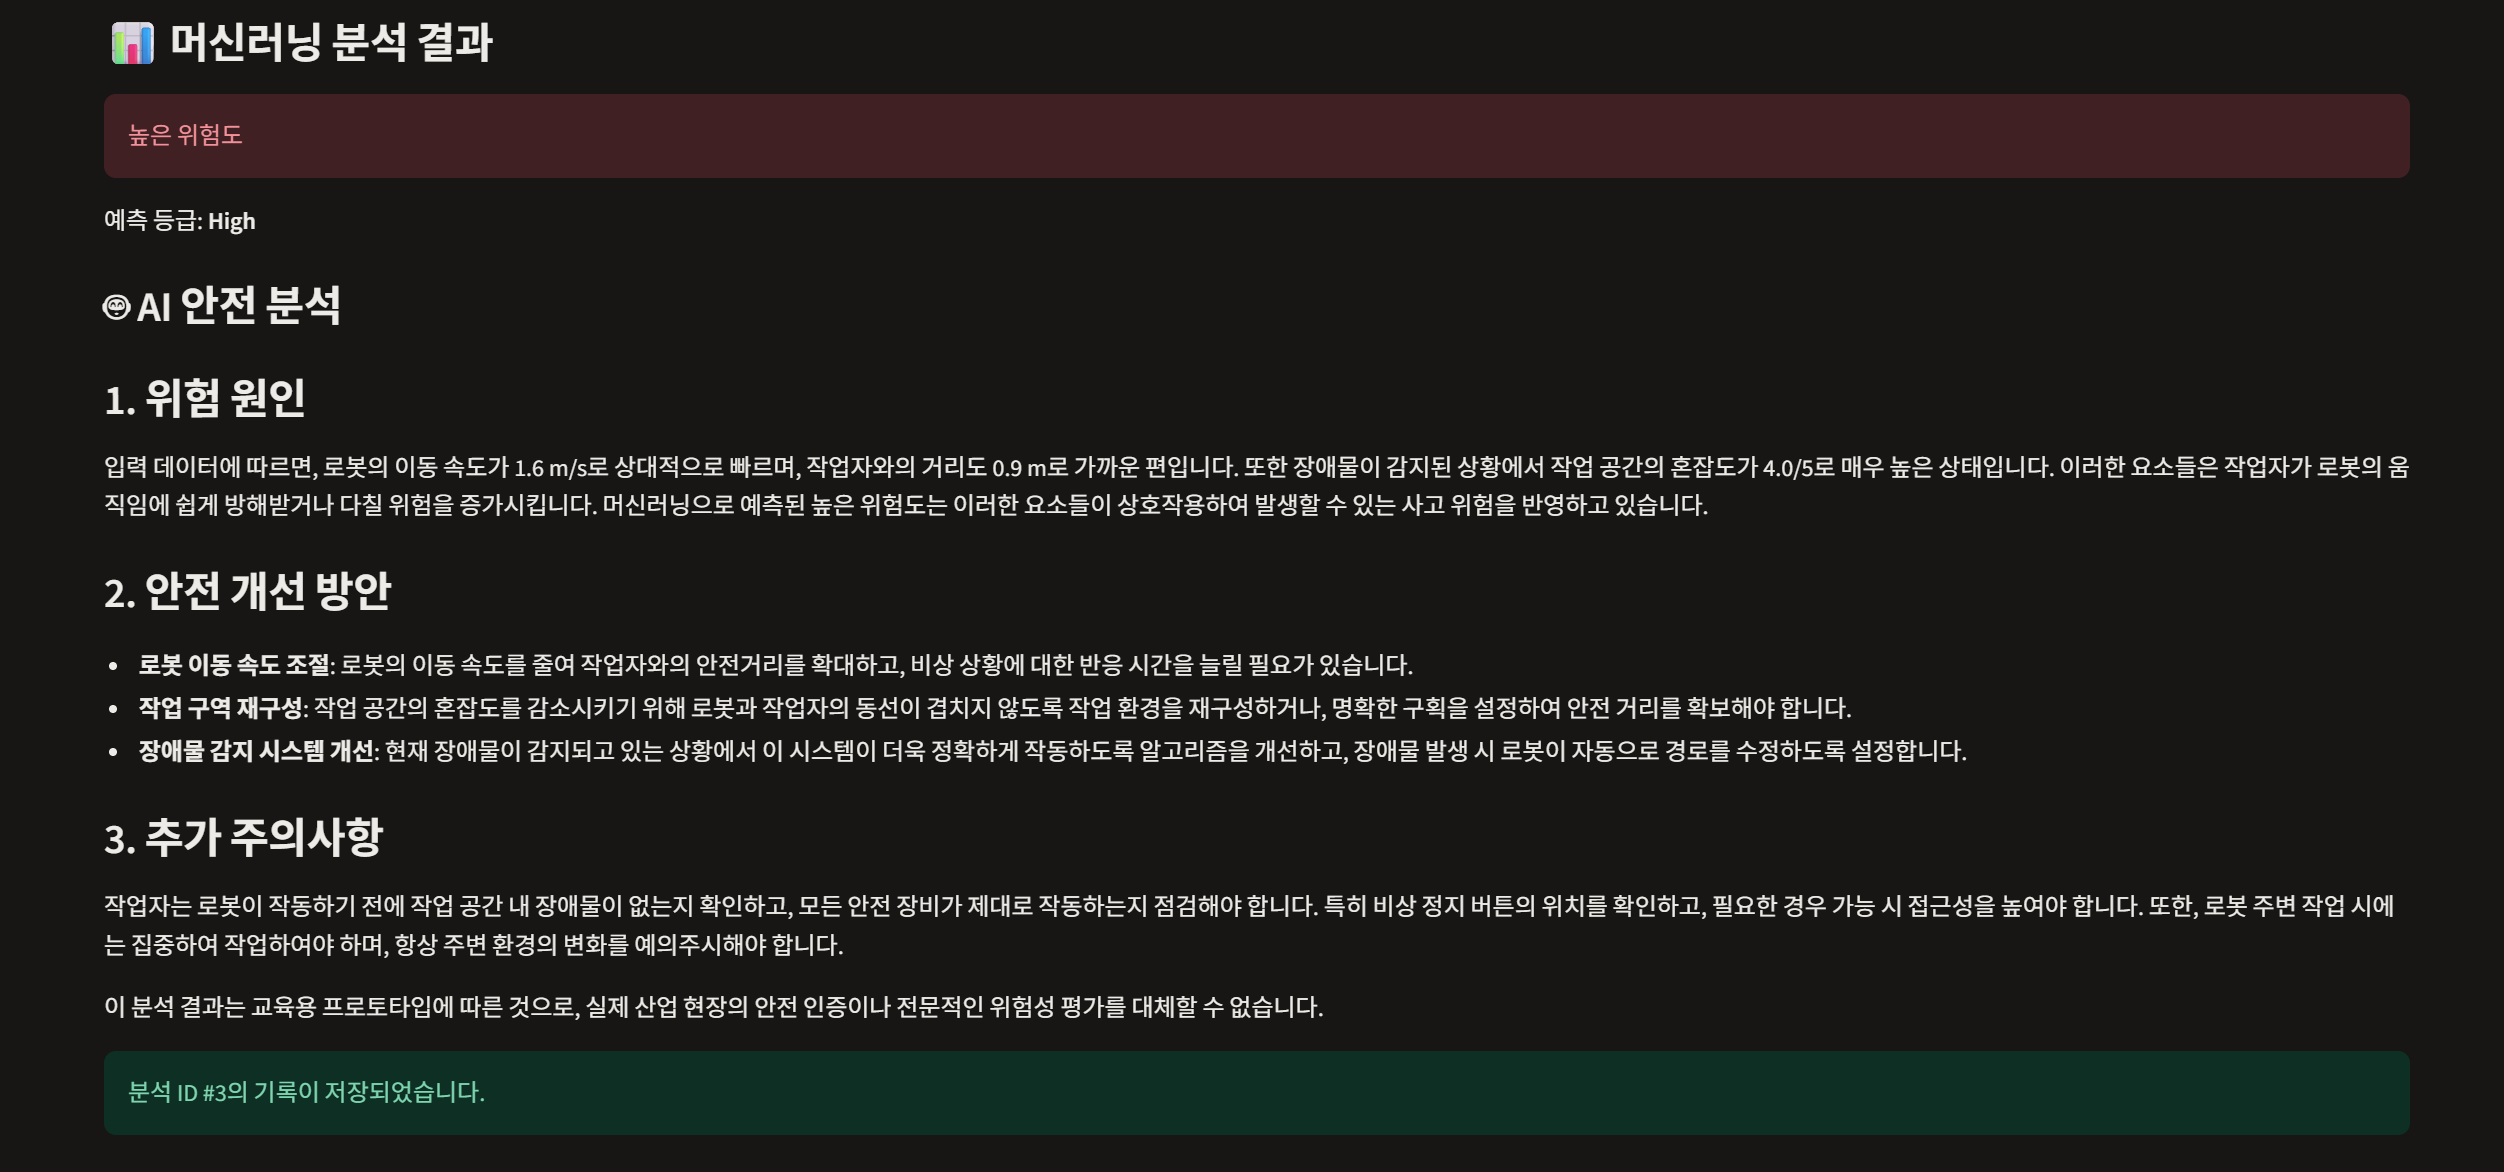 머신러닝 분석 결과
높은 위험도
예측 등급: High
AI 안전 분석
1. 위험 원인
입력 데이터에 따르면, 로봇의 이동 속도가 1.6 m/s로 상대적으로 빠르며, 작업자와의 거리도 0.9 m로 가까운 편입니다. 또한 장애물이 감지된 상황에서 작업 공간의 혼잡도가 4.0/5로 매우 높은 상태입니다. 이러한 요소들은 작업자가 로봇의 움
직임에 쉽게 방해받거나 다칠 위험을 증가시킵니다. 머신러닝으로 예측된 높은 위험도는 이러한 요소들이 상호작용하여 발생할 수 있는 사고 위험을 반영하고 있습니다.
2. 안전 개선 방안
• 로봇 이동 속도 조절: 로봇의 이동 속도를 줄여 작업자와의 안전거리를 확대하고, 비상 상황에 대한 반응 시간을 늘릴 필요가 있습니다.
• 작업 구역 재구성: 작업 공간의 혼잡도를 감소시키기 위해 로봇과 작업자의 동선이 겹치지 않도록 작업 환경을 재구성하거나, 명확한 구획을 설정하여 안전 거리를 확보해야 합니다.
• 장애물 감지 시스템 개선: 현재 장애물이 감지되고 있는 상황에서 이 시스템이 더욱 정확하게 작동하도록 알고리즘을 개선하고, 장애물 발생 시 로봇이 자동으로 경로를 수정하도록 설정합니다.
3. 추가 주의사항
작업자는 로봇이 작동하기 전에 작업 공간 내 장애물이 없는지 확인하고, 모든 안전 장비가 제대로 작동하는지 점검해야 합니다. 특히 비상 정지 버튼의 위치를 확인하고, 필요한 경우 가능 시 접근성을 높여야 합니다. 또한, 로봇 주변 작업 시에
는 집중하여 작업하여야 하며, 항상 주변 환경의 변화를 예의주시해야 합니다.
이 분석 결과는 교육용 프로토타입에 따른 것으로, 실제 산업 현장의 안전 인증이나 전문적인 위험성 평가를 대체할 수 없습니다.
분석 ID #3의 기록이 저장되었습니다.